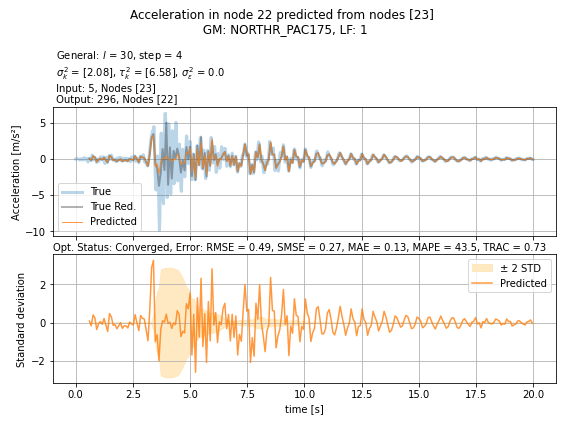 Acceleration in node 22 predicted from nodes [23]
GM: NORTHR_PAC175, LF: 1
General: l = 30, step = 4
σ²ₖ = [2.08], τ²ₖ = [6.58], σ²ₑ = 0.0
Input: 5, Nodes [23]
Output: 296, Nodes [22]
Acceleration [m/s²]
5
0
−5
−10
True
True Red.
Predicted
Opt. Status: Converged, Error: RMSE = 0.49, SMSE = 0.27, MAE = 0.13, MAPE = 43.5, TRAC = 0.73
Standard deviation
2
0
−2
± 2 STD
Predicted
0.0 2.5 5.0 7.5 10.0 12.5 15.0 17.5 20.0
time [s]